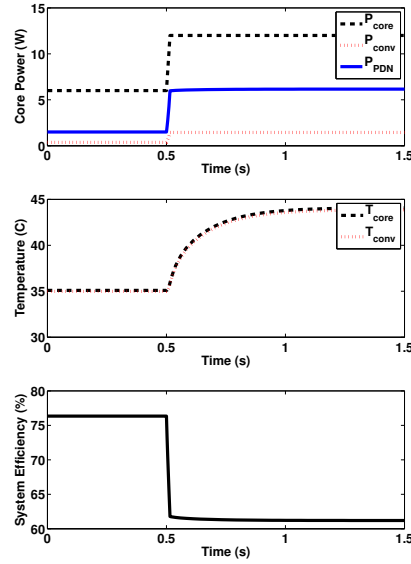 15
10
5
0
0
0.5
1
1.5
Core Power (W)
Time (s)
P_core
P_conv
P_PDN
45
40
35
30
0
0.5
1
1.5
Temperature (C)
Time (s)
T_core
T_conv
80
75
70
65
60
0
0.5
1
1.5
System Efficiency (%)
Time (s)